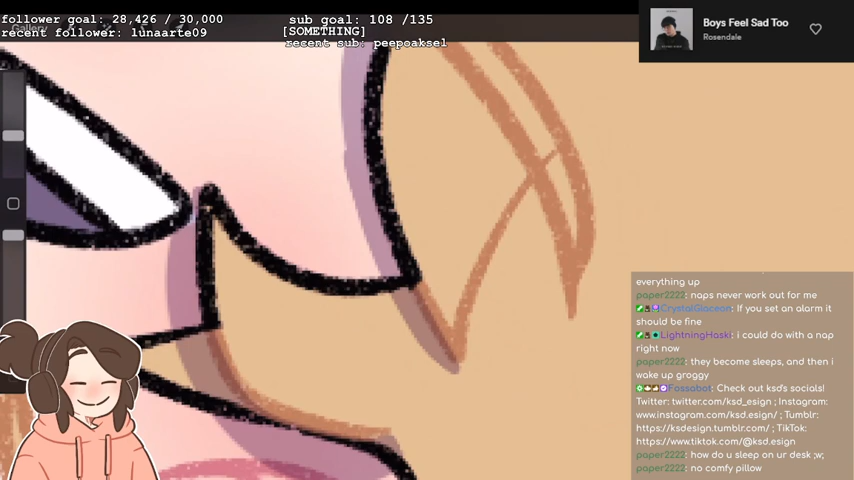 Gallery
follower goal: 28,426 / 30,000
recent follower: lunaarte09
sub goal: 108 /135
[SOMETHING]
recent sub: peepoaksel
Boys Feel Sad Too
Rosendale
everything up
paper2222: naps never work out for me
CrystalGlaceon: If you set an alarm it
should be fine
LightningHaski: i could do with a nap
right now
paper2222: they become sleeps, and then i
wake up groggy
Fossabot: Check out ksd's socials!
Twitter: twitter.com/ksd_esign ; Instagram:
www.instagram.com/ksd.esign/ ; Tumblr:
https://ksdesign.tumblr.com/ ; TikTok:
https://www.tiktok.com/@ksd.esign
paper2222: how do u sleep on ur desk ;w;
paper2222: no comfy pillow